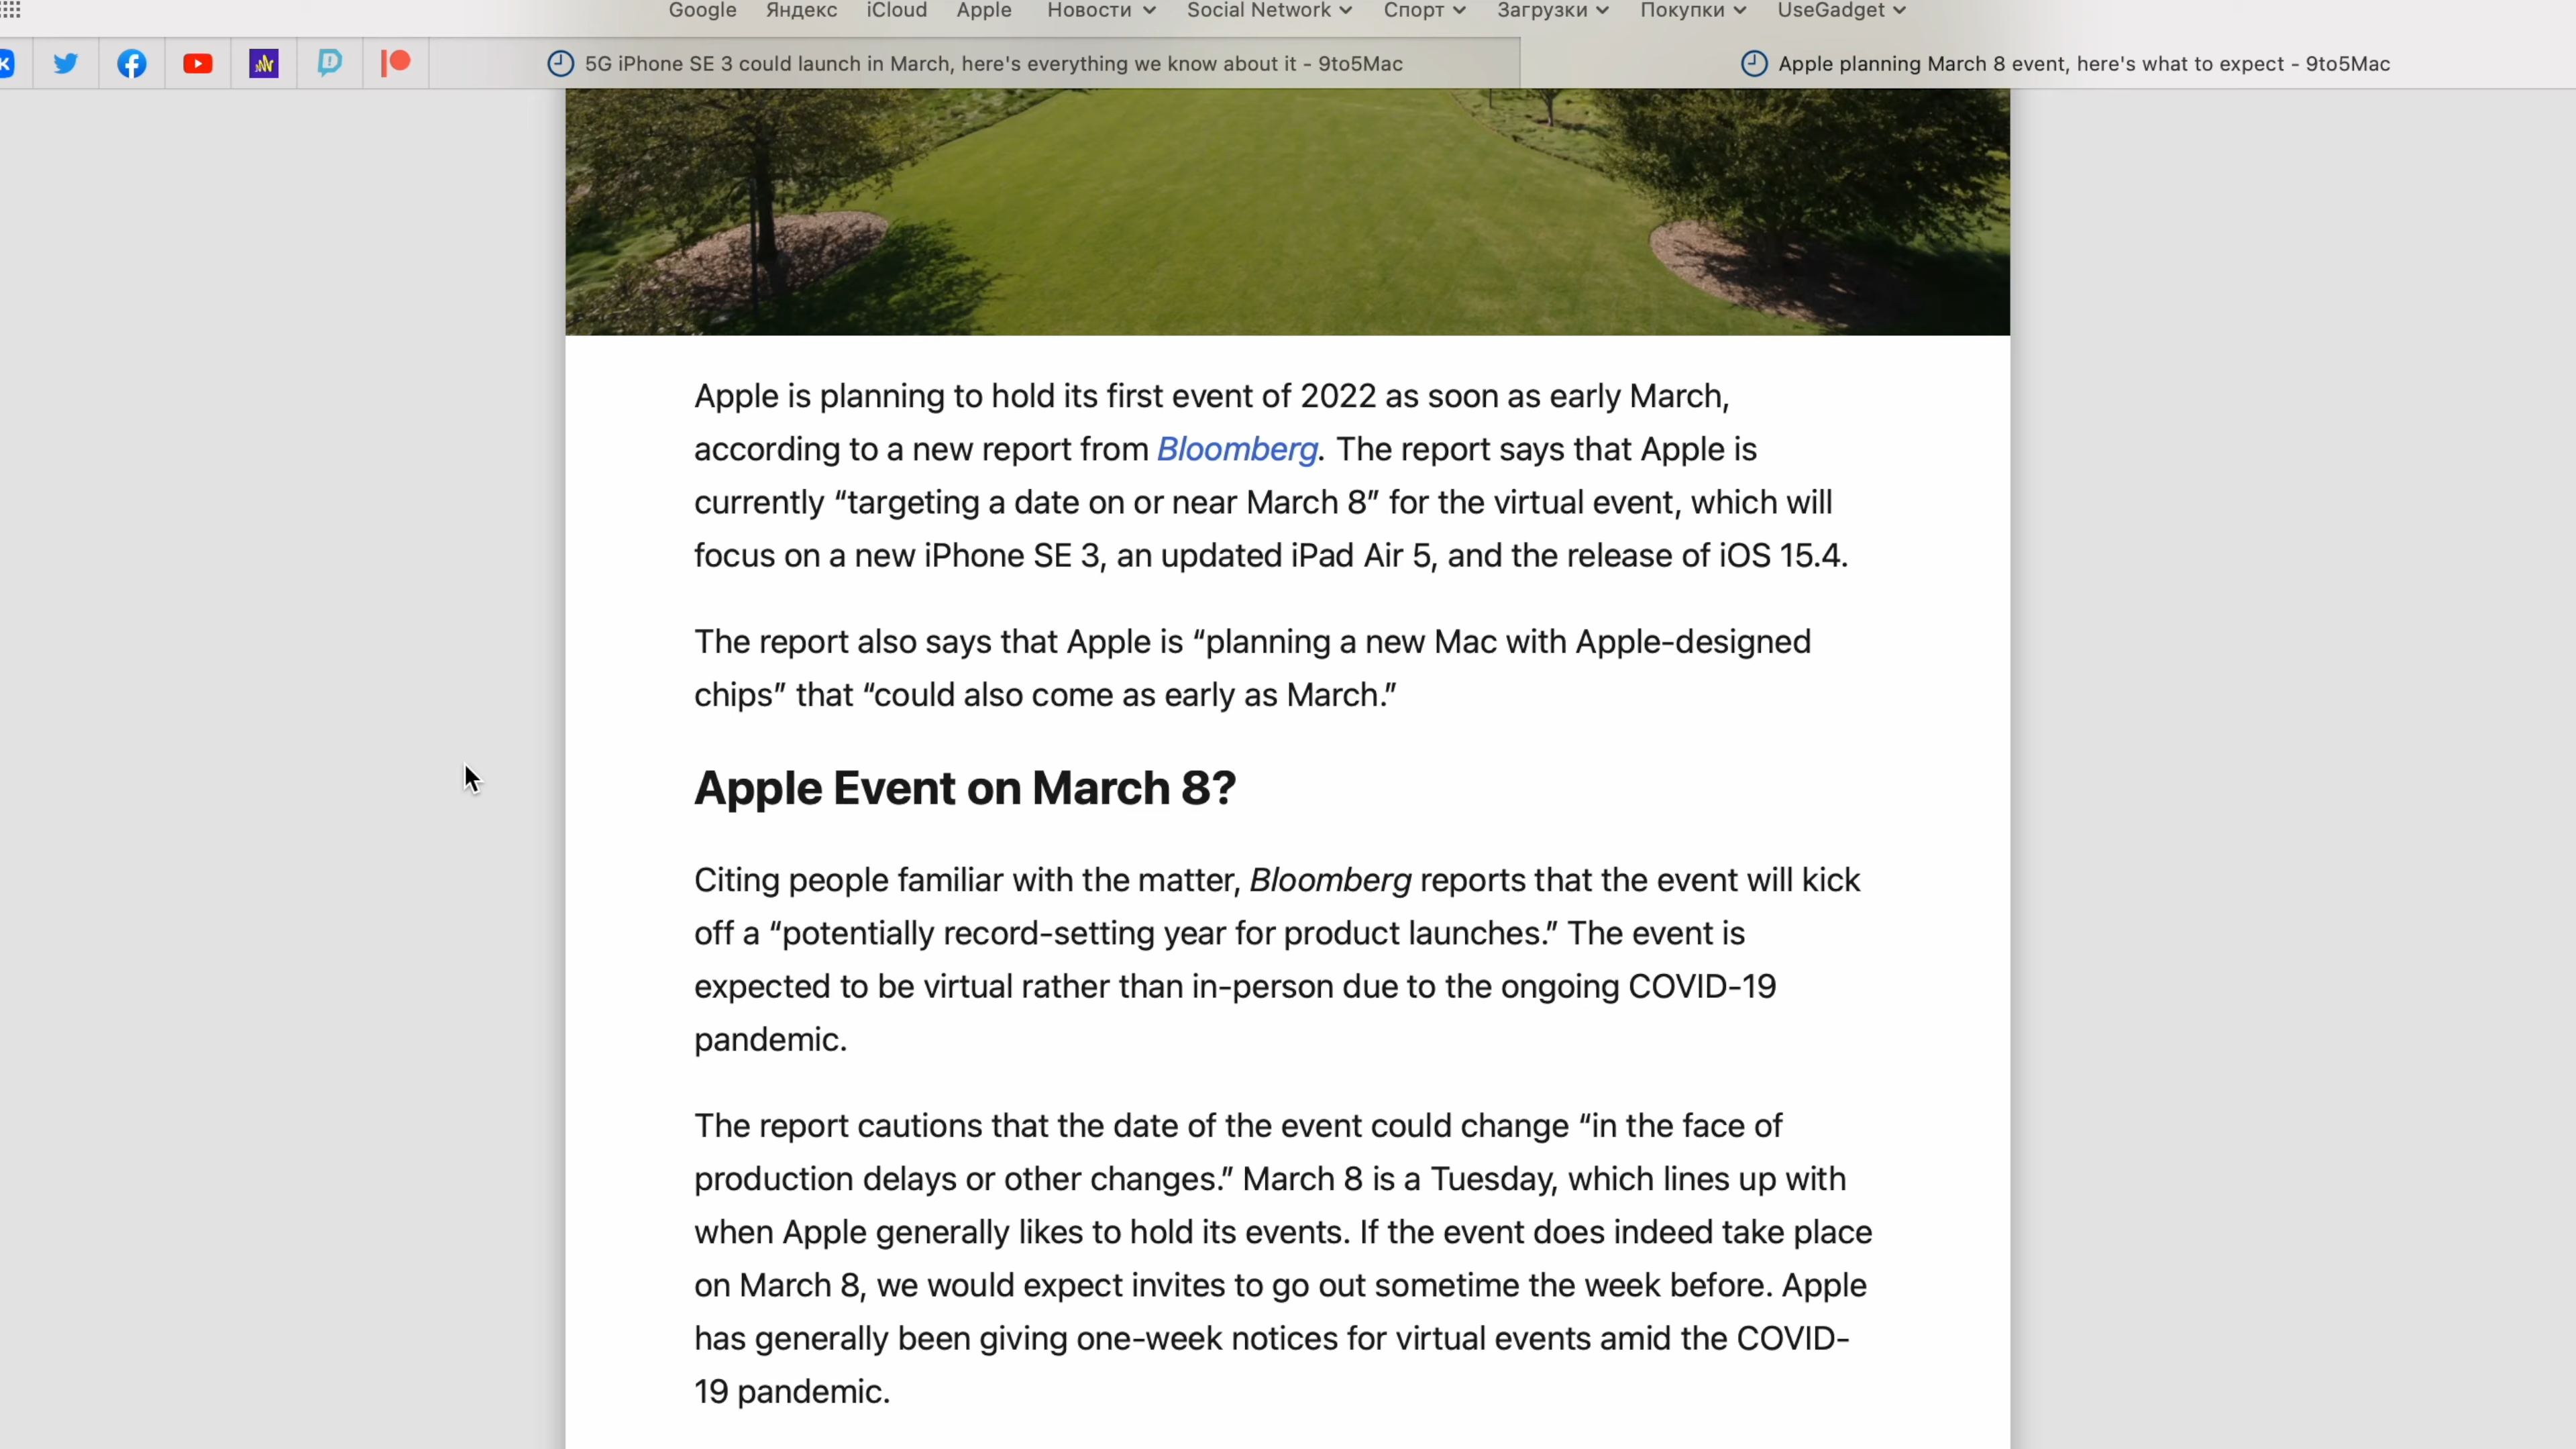 Google Яндекс iCloud Apple Новости Social Network Спорт Загрузки Покупки UseGadget
5G iPhone SE 3 could launch in March, here's everything we know about it - 9to5Mac
Apple planning March 8 event, here's what to expect - 9to5Mac
Apple is planning to hold its first event of 2022 as soon as early March,
according to a new report from Bloomberg. The report says that Apple is
currently “targeting a date on or near March 8” for the virtual event, which will
focus on a new iPhone SE 3, an updated iPad Air 5, and the release of iOS 15.4.
The report also says that Apple is “planning a new Mac with Apple-designed
chips” that “could also come as early as March.”
Apple Event on March 8?
Citing people familiar with the matter, Bloomberg reports that the event will kick
off a “potentially record-setting year for product launches.” The event is
expected to be virtual rather than in-person due to the ongoing COVID-19
pandemic.
The report cautions that the date of the event could change “in the face of
production delays or other changes.” March 8 is a Tuesday, which lines up with
when Apple generally likes to hold its events. If the event does indeed take place
on March 8, we would expect invites to go out sometime the week before. Apple
has generally been giving one-week notices for virtual events amid the COVID-
19 pandemic.